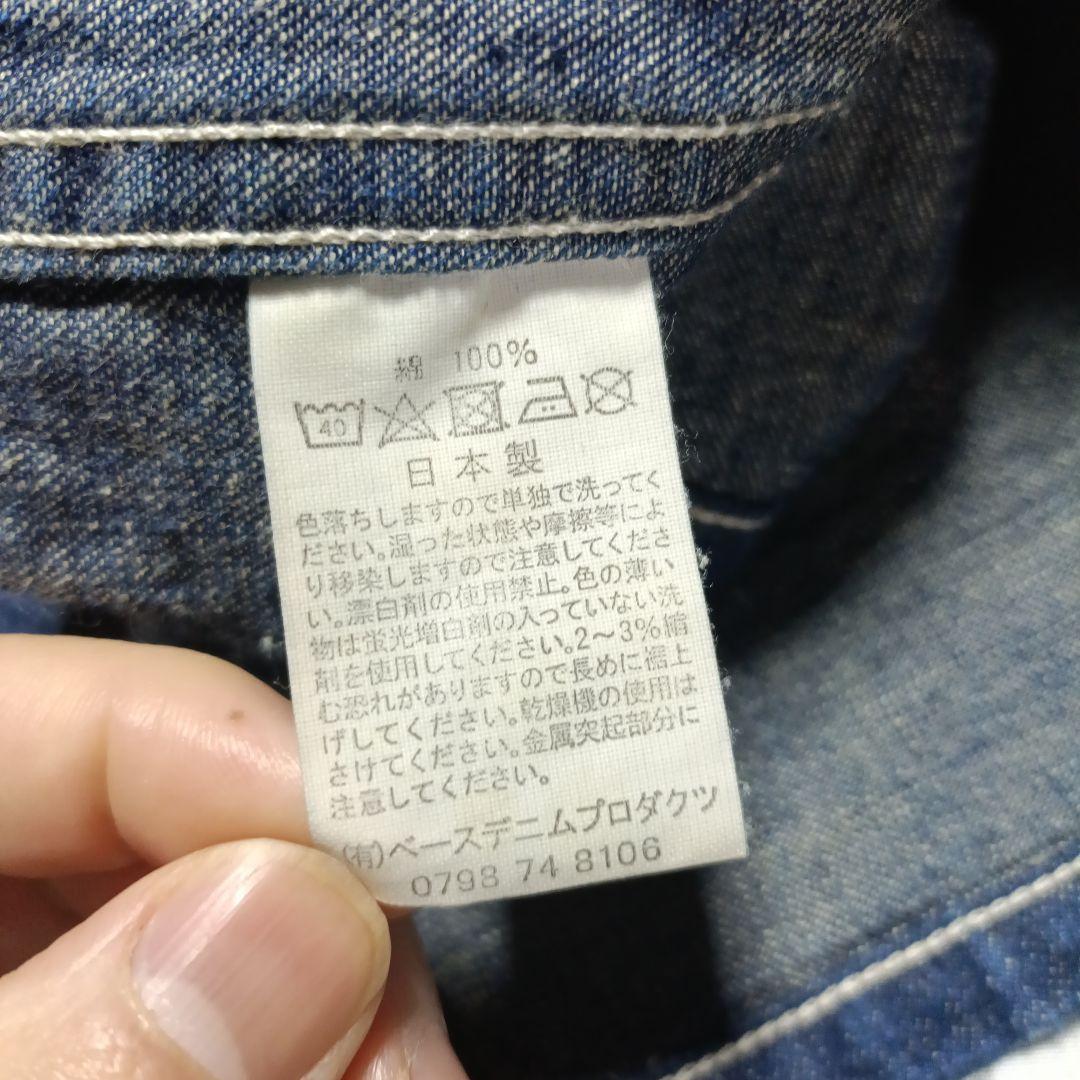 綿 100%
40
日本製
色落ちしますので単独で洗ってく
ださい。湿った状態や摩擦等によ
り移染しますので注意してくださ
い。漂白剤の使用禁止。色の薄い
物は蛍光増白剤の入っていない洗
剤を使用してください。2〜3%縮
む恐れがありますので長めに裾上
げしてください。乾燥機の使用は
さけてください。金属突起部分に
注意してください。
(有)ベースデニムプロダクツ
0798 74 8106